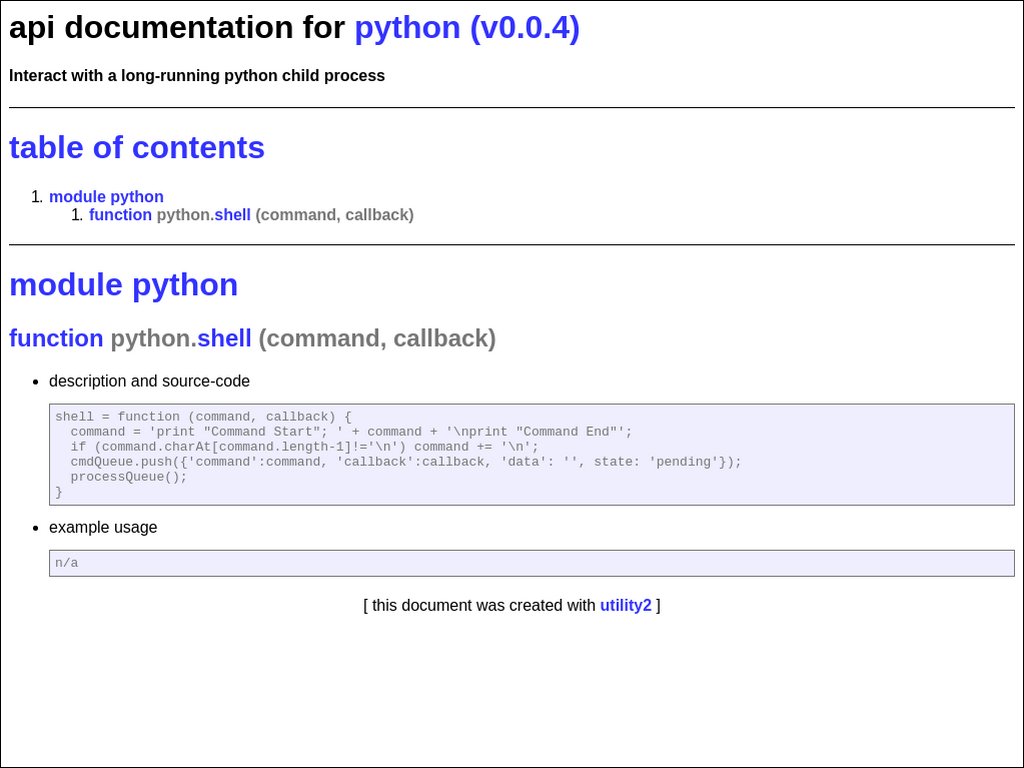 api documentation for python (v0.0.4)
Interact with a long-running python child process
table of contents
1. module python
1. function python.shell (command, callback)
module python
function python.shell (command, callback)
• description and source-code
shell = function (command, callback) {
  command = 'print "Command Start"; ' + command + '\nprint "Command End"';
  if (command.charAt[command.length-1]!='\n') command += '\n';
  cmdQueue.push({'command':command, 'callback':callback, 'data': '', state: 'pending'});
  processQueue();
}
• example usage
n/a
[ this document was created with utility2 ]